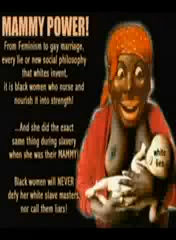 MAMMY POWER!
From Feminism to gay marriage,
every lie or new social philosophy
that whites invent,
it is black women who nurse and
nourish it into strength!
...And she did the exact
same thing during slavery
when she was their MAMMY!
white
lies
Black women will NEVER
defy her white slave masters,
nor call them liars!